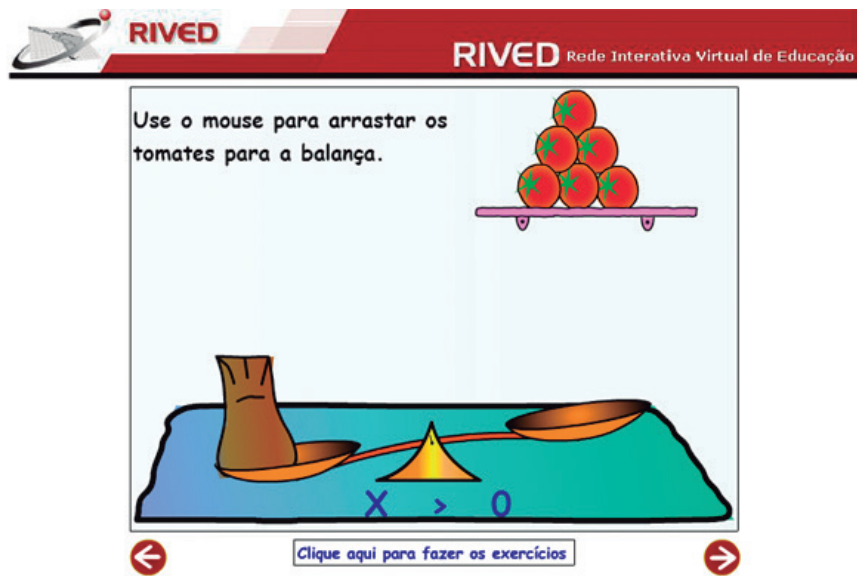 RIVED
RIVED Rede Interativa Virtual de Educação
Use o mouse para arrastar os
tomates para a balança.
X > 0
Clique aqui para fazer os exercícios